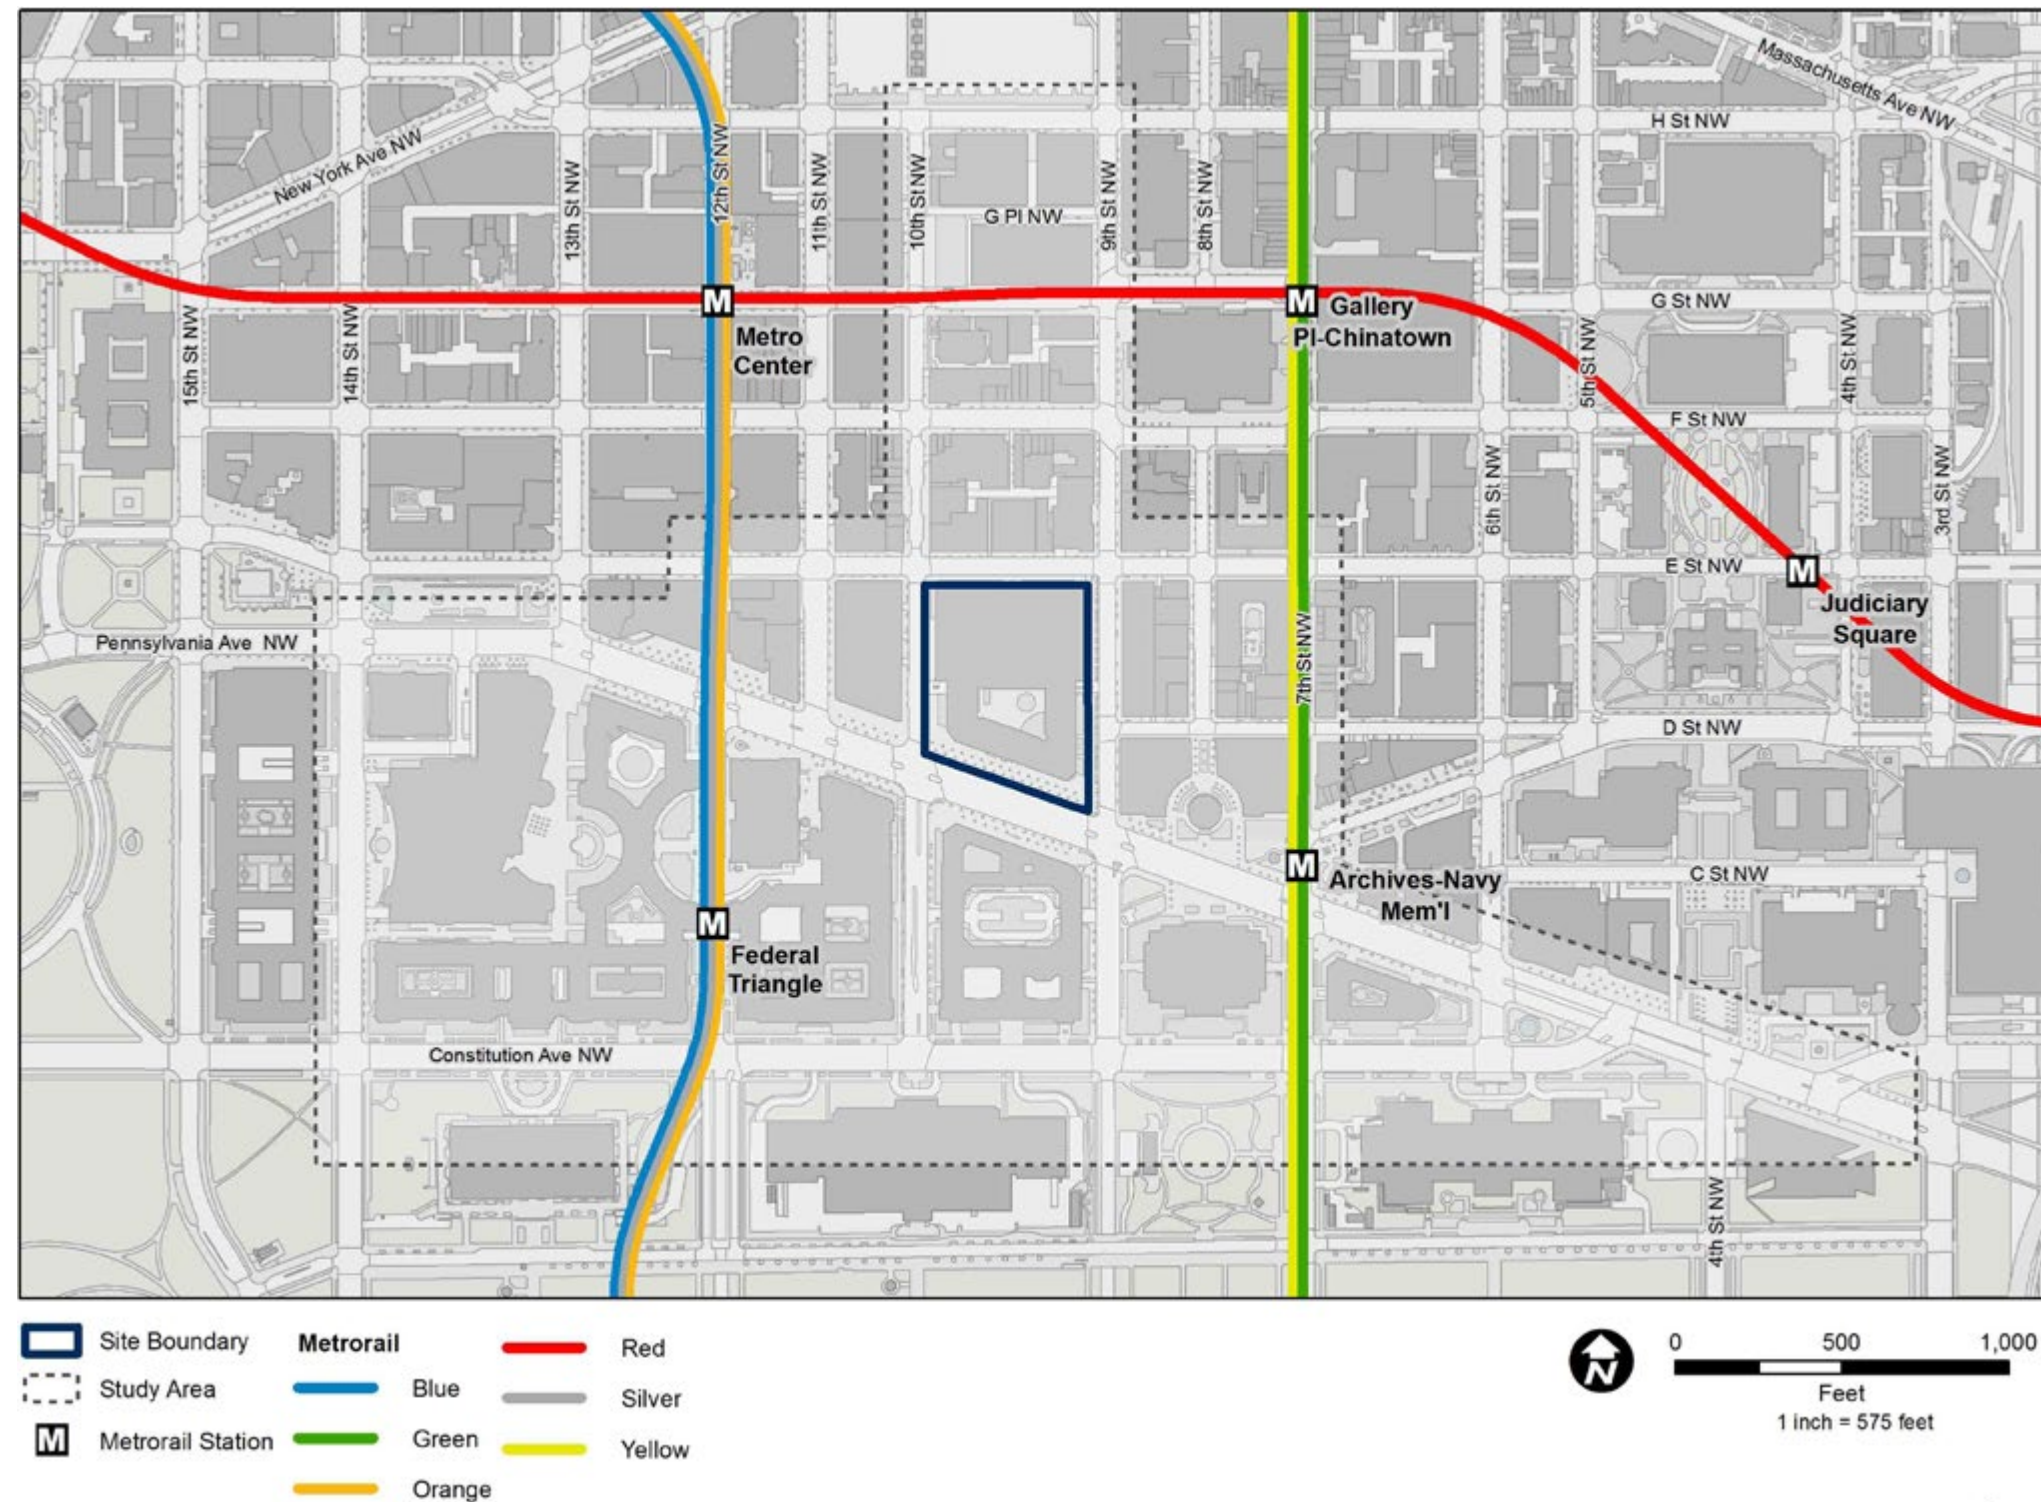 Massachusetts Ave NW
H St NW
New York Ave NW
12th St NW
13th St NW
11th St NW
10th St NW
9th St NW
8th St NW
G Pl NW
M
M
Gallery
Pl-Chinatown
G St NW
Metro
Center
15th St NW
14th St NW
5th St NW
4th St NW
F St NW
6th St NW
3rd St NW
E St NW
M
Judiciary
Square
Pennsylvania Ave NW
7th St NW
D St NW
M
Archives-Navy
Mem'l
C St NW
M
Federal
Triangle
Constitution Ave NW
4th St NW
Site Boundary
Study Area
M Metrorail Station
Metrorail
Blue
Green
Orange
Red
Silver
Yellow
N
0 500 1,000
Feet
1 inch = 575 feet